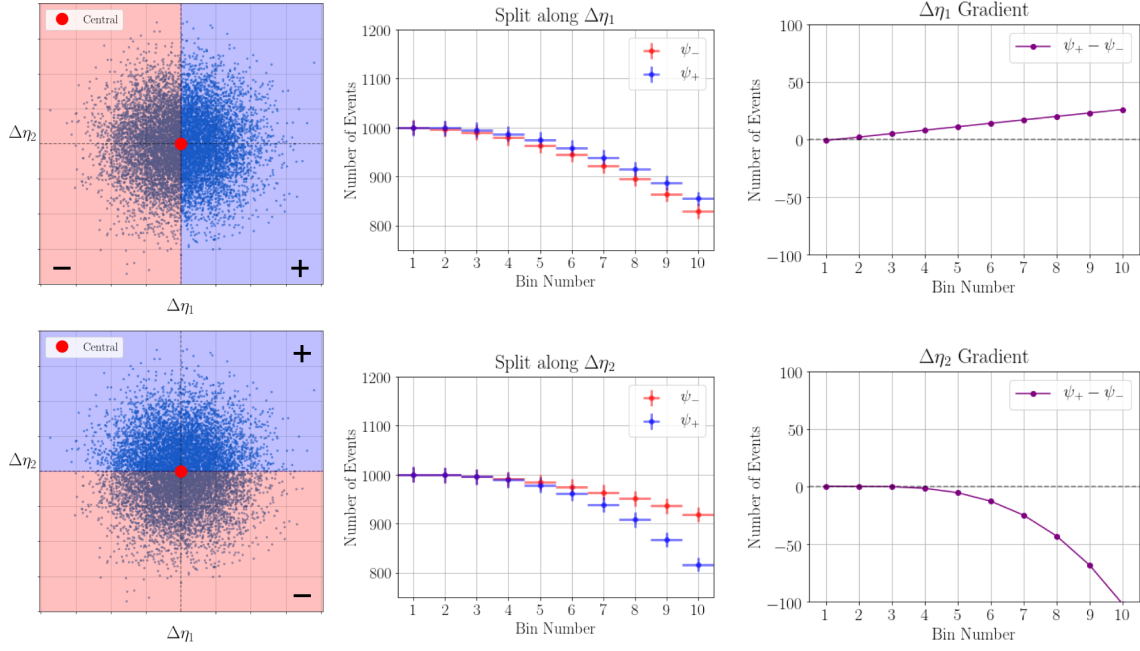 Central
Δη₂
−
+
Δη₁
Split along Δη₁
1200
1100
1000
900
800
Number of Events
ψ₋
ψ₊
1 2 3 4 5 6 7 8 9 10
Bin Number
Δη₁ Gradient
100
50
0
−50
−100
Number of Events
ψ₊ − ψ₋
1 2 3 4 5 6 7 8 9 10
Bin Number
Central
+
Δη₂
−
Δη₁
Split along Δη₂
1200
1100
1000
900
800
Number of Events
ψ₋
ψ₊
1 2 3 4 5 6 7 8 9 10
Bin Number
Δη₂ Gradient
100
50
0
−50
−100
Number of Events
ψ₊ − ψ₋
1 2 3 4 5 6 7 8 9 10
Bin Number